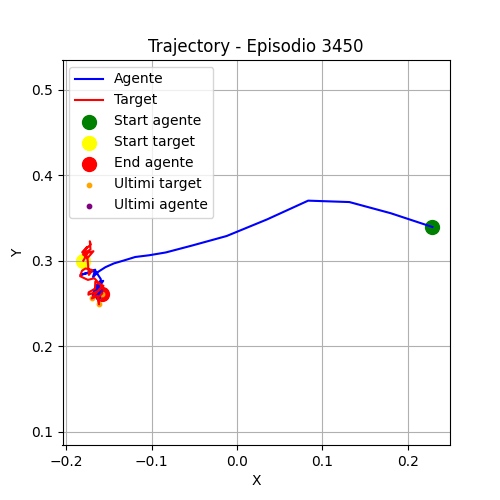 Trajectory - Episodio 3450
Agente
Target
Start agente
Start target
End agente
Ultimi target
Ultimi agente
0.5
0.4
0.3
0.2
0.1
Y
−0.2
−0.1
0.0
0.1
0.2
X